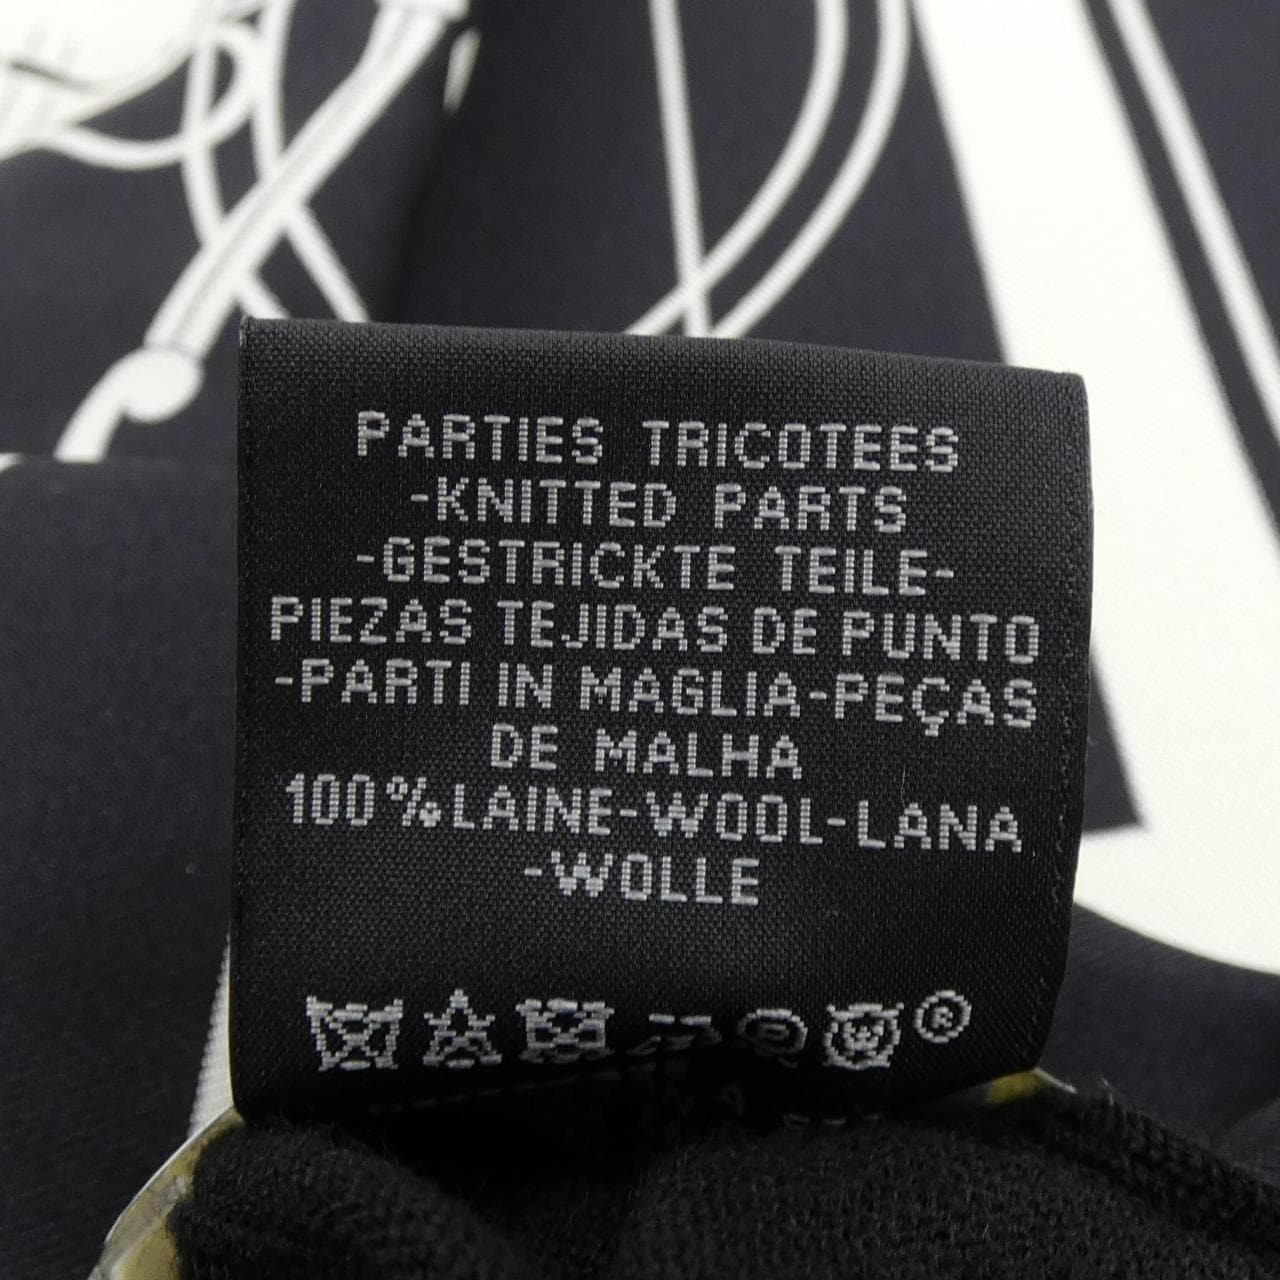 PARTIES TRICOTEES
-KNITTED PARTS
-GESTRICKTE TEILE-
PIEZAS TEJIDAS DE PUNTO
-PARTI IN MAGLIA-PEÇAS
DE MALHA
100%LAINE-WOOL-LANA
-WOLLE
®